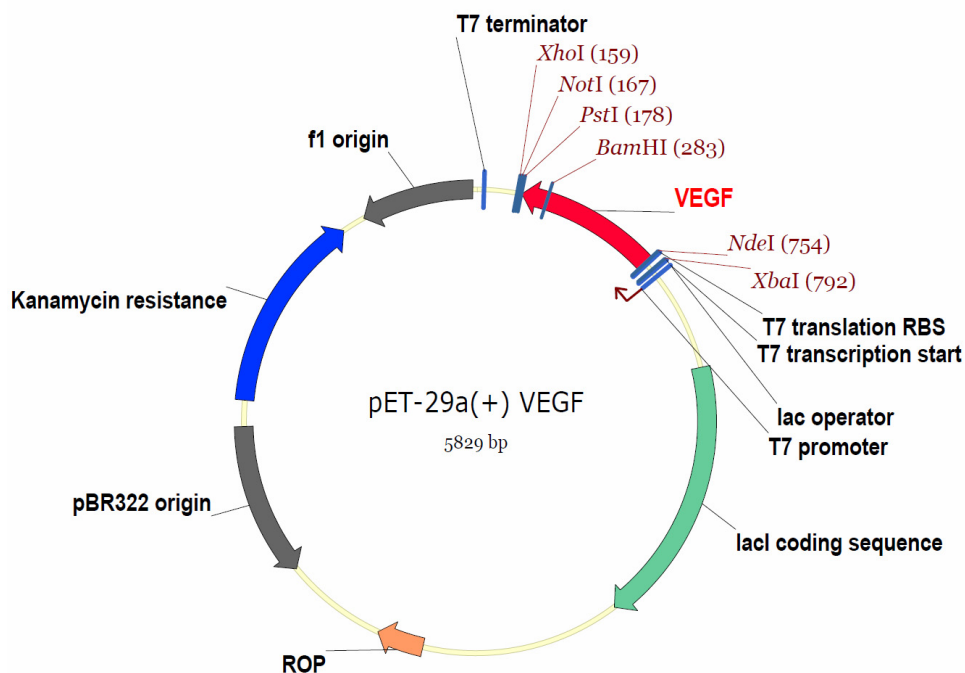 T7 terminator
XhoI (159)
NotI (167)
PstI (178)
BamHI (283)
f1 origin
VEGF
NdeI (754)
XbaI (792)
Kanamycin resistance
T7 translation RBS
T7 transcription start
pET-29a(+) VEGF
5829 bp
lac operator
T7 promoter
pBR322 origin
lacI coding sequence
ROP